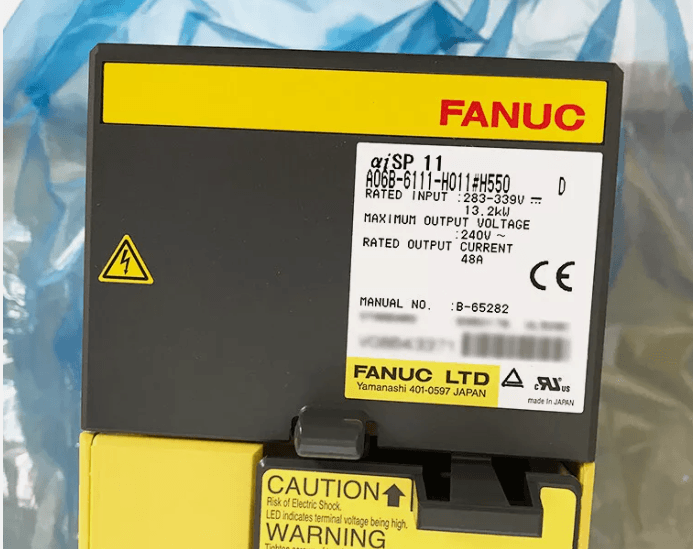 FANUC
αiSP 11
A06B-6111-H011#H550 D
RATED INPUT :283-339V ⎓
13.2kW
MAXIMUM OUTPUT VOLTAGE
:240V ~
RATED OUTPUT CURRENT
48A
CE
MANUAL NO. :B-65282
FANUC LTD
Yamanashi 401-0597 JAPAN
c UR US
made in JAPAN
CAUTION
Risk of Electric Shock.
LED indicates terminal voltage being high.
WARNING